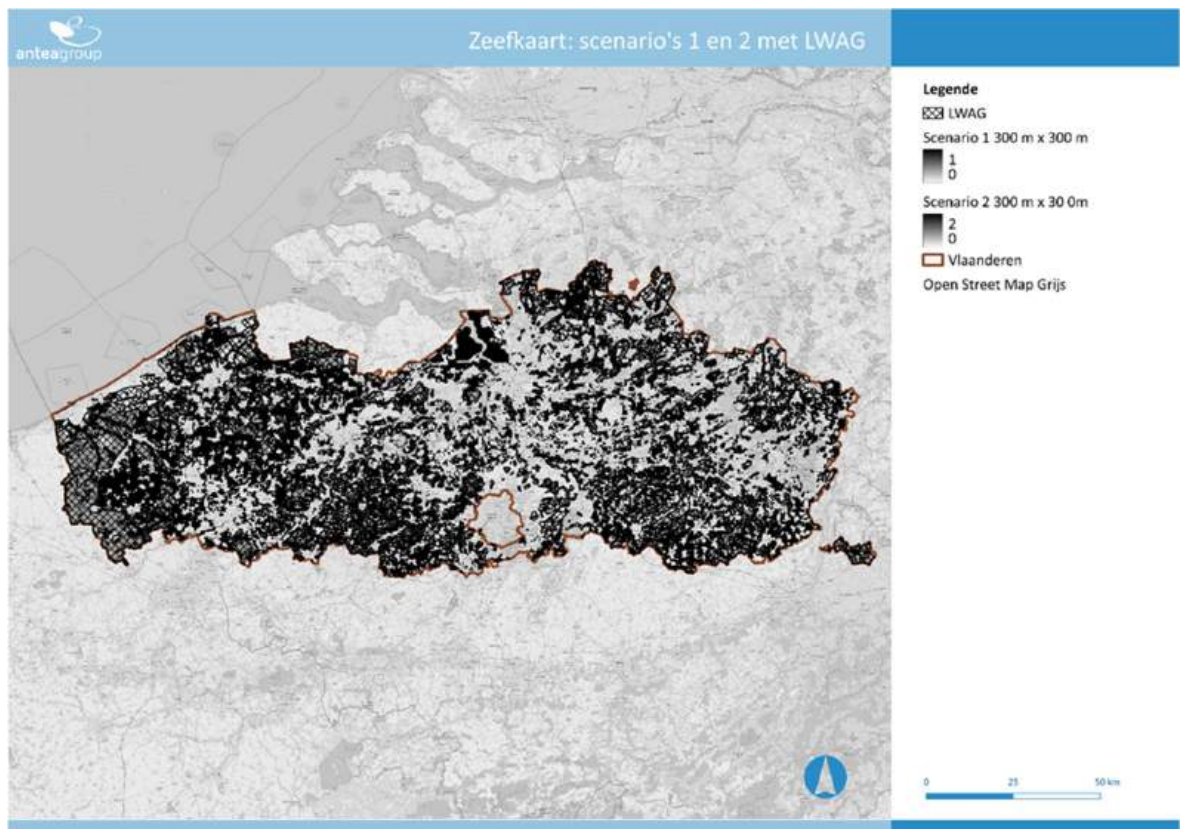 anteagroup
Zeefkaart: scenario's 1 en 2 met LWAG
Legende
LWAG
Scenario 1 300 m x 300 m
1
0
Scenario 2 300 m x 30 0m
2
0
Vlaanderen
Open Street Map Grijs
0 25 50 km